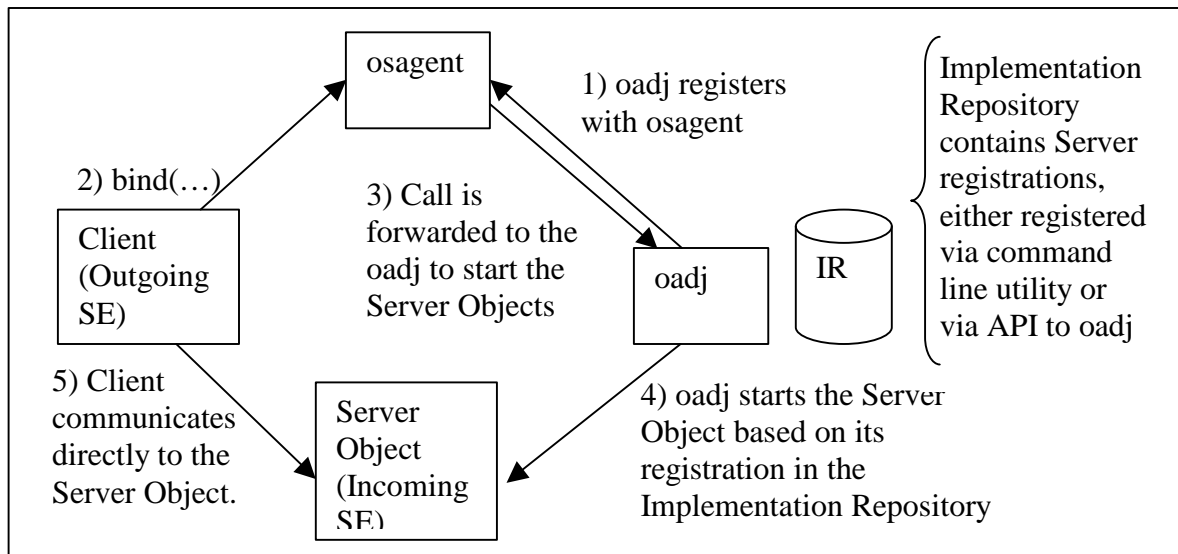 osagent
1) oadj registers
with osagent
Implementation
Repository
contains Server
registrations,
either registered
via command
line utility or
via API to oadj
2) bind(…)
3) Call is
forwarded to the
oadj to start the
Server Objects
Client
(Outgoing
SE)
oadj
IR
5) Client
communicates
directly to the
Server Object.
Server
Object
(Incoming
SE)
4) oadj starts the Server
Object based on its
registration in the
Implementation Repository